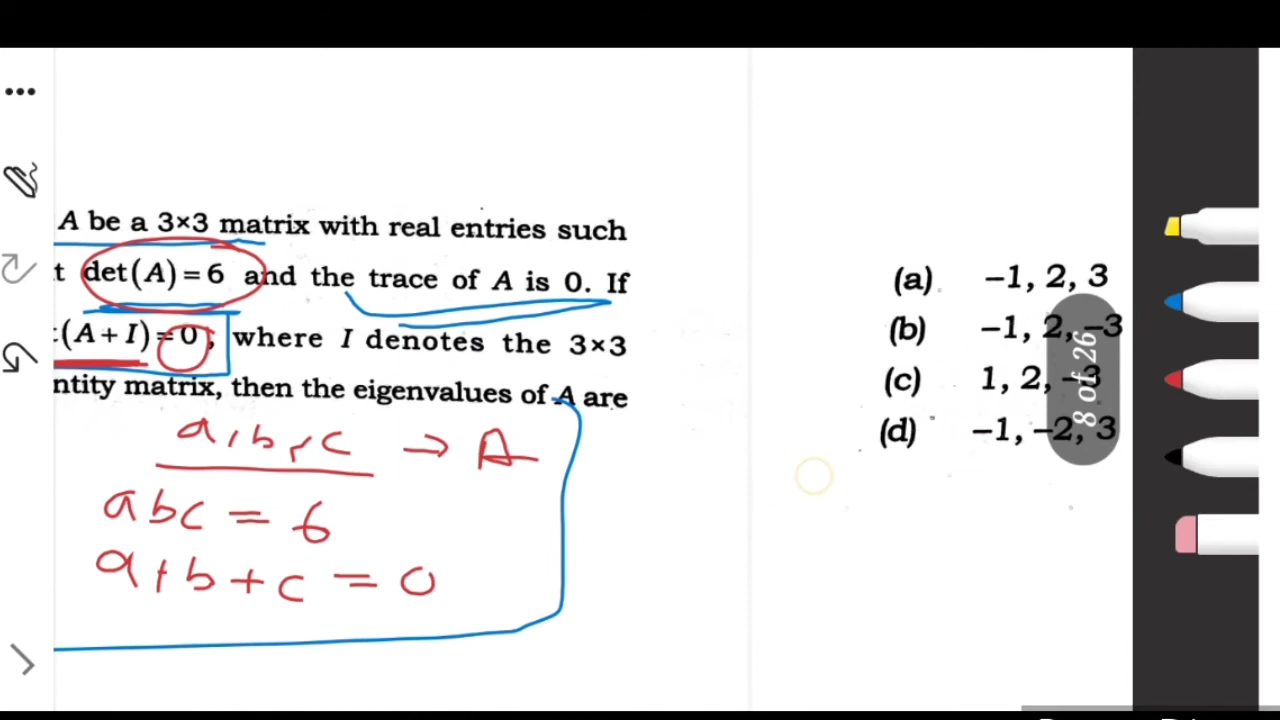 A be a 3×3 matrix with real entries such
t det(A)=6 and the trace of A is 0. If
:(A+I)=0, where I denotes the 3×3
ntity matrix, then the eigenvalues of A are
a, b, c → A
abc = 6
a+b+c = 0
(a) −1, 2, 3
(b) −1, 2, −3
(c) 1, 2, −3
(d) −1, −2, 3
8 of 26